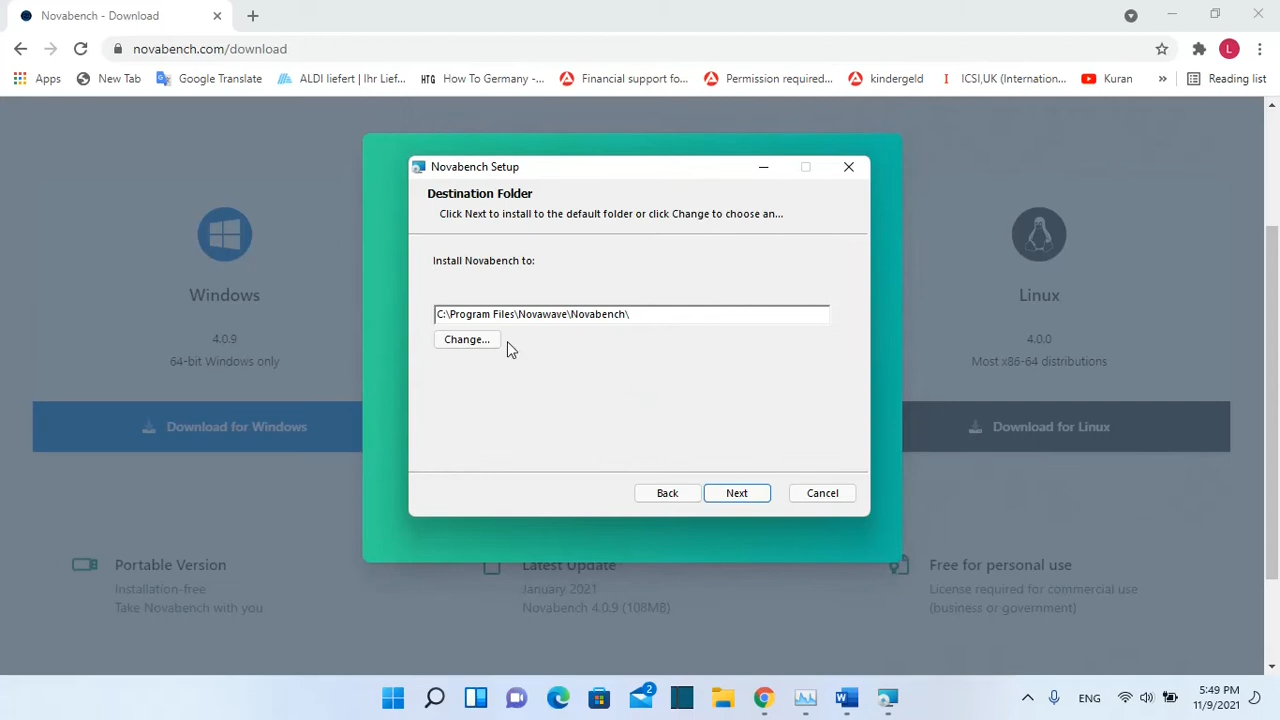 Novabench - Download
novabench.com/download
L
Apps
New Tab
Google Translate
ALDI liefert | Ihr Lief...
HTG How To Germany -...
Financial support fo...
Permission required...
kindergeld
ICSI,UK (Internation...
Kuran
»
Reading list
Novabench Setup
Destination Folder
Click Next to install to the default folder or click Change to choose an...
Install Novabench to:
C:\Program Files\Novawave\Novabench\
Change...
Back
Next
Cancel
Windows
4.0.9
64-bit Windows only
Download for Windows
Linux
4.0.0
Most x86-64 distributions
Download for Linux
Portable Version
Installation-free
Take Novabench with you
Latest Update
January 2021
Novabench 4.0.9 (108MB)
Free for personal use
License required for commercial use
(business or government)
2
ENG
5:49 PM
11/9/2021